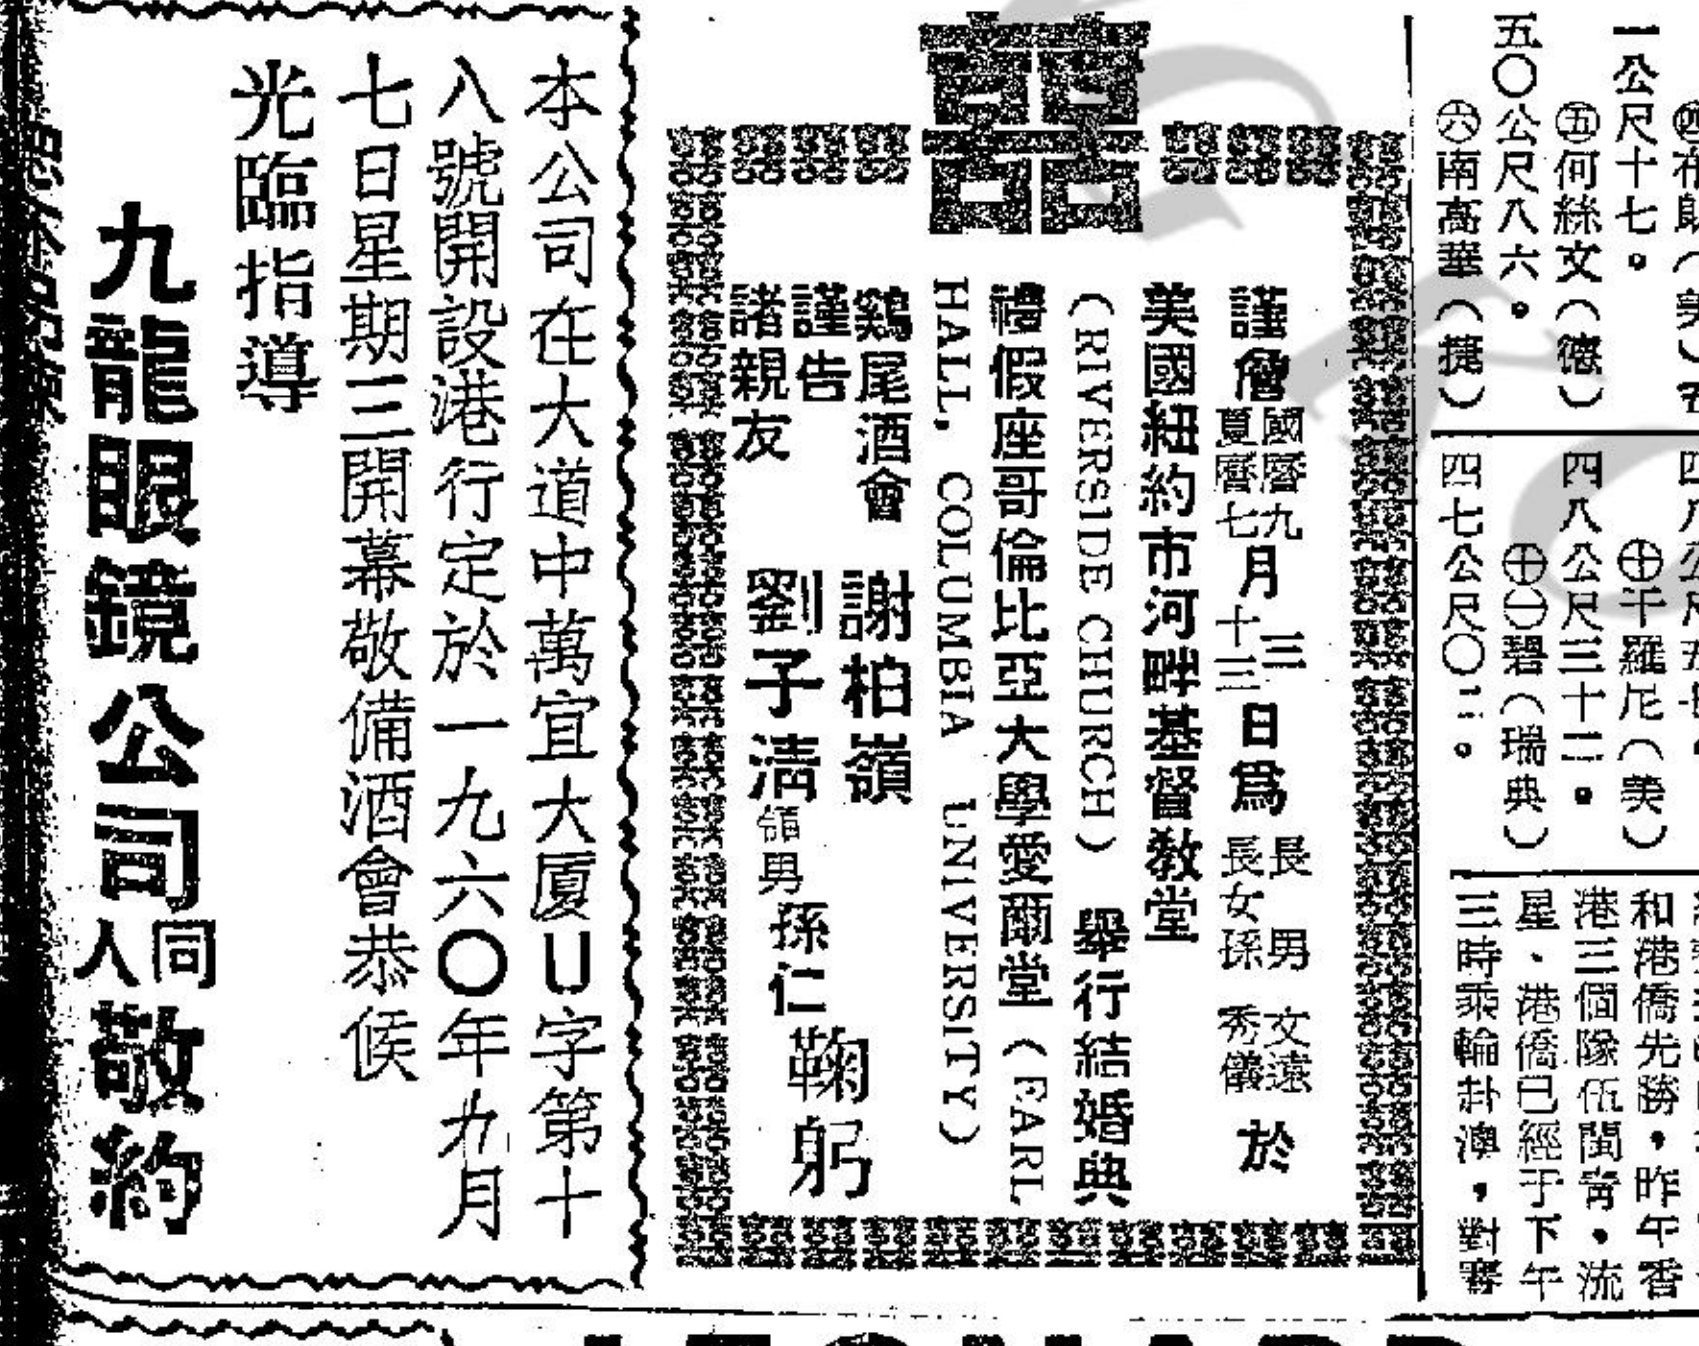 一公尺十七。
五〇公尺八六。
㊄何絲文（德）
㊅南高華（捷）
㊉千羅尼（美）
四八公尺三十二。
㊉㊀碧（瑞典）
四七公尺〇二。
和港僑先勝，昨午香
港三個隊伍閩青，流
星、港僑已經于下午
三時乘輪赴澳，對賽
囍
謹詹國曆九月三日為長男文遠於
夏曆七月十三日為長女孫秀儀
美國紐約市河畔基督教堂
（RIVERSIDE CHURCH）舉行結婚典
禮假座哥倫比亞大學愛爾堂（EARL
HALL, COLUMBIA UNIVERSITY）
鷄尾酒會
謹告
諸親友
謝柏嶺
劉子清
領男孫仁
鞠躬
本公司在大道中萬宜大厦U字第十
八號開設港行定於一九六〇年九月
七日星期三開幕敬備酒會恭候
光臨指導
九龍眼鏡公司同人敬約